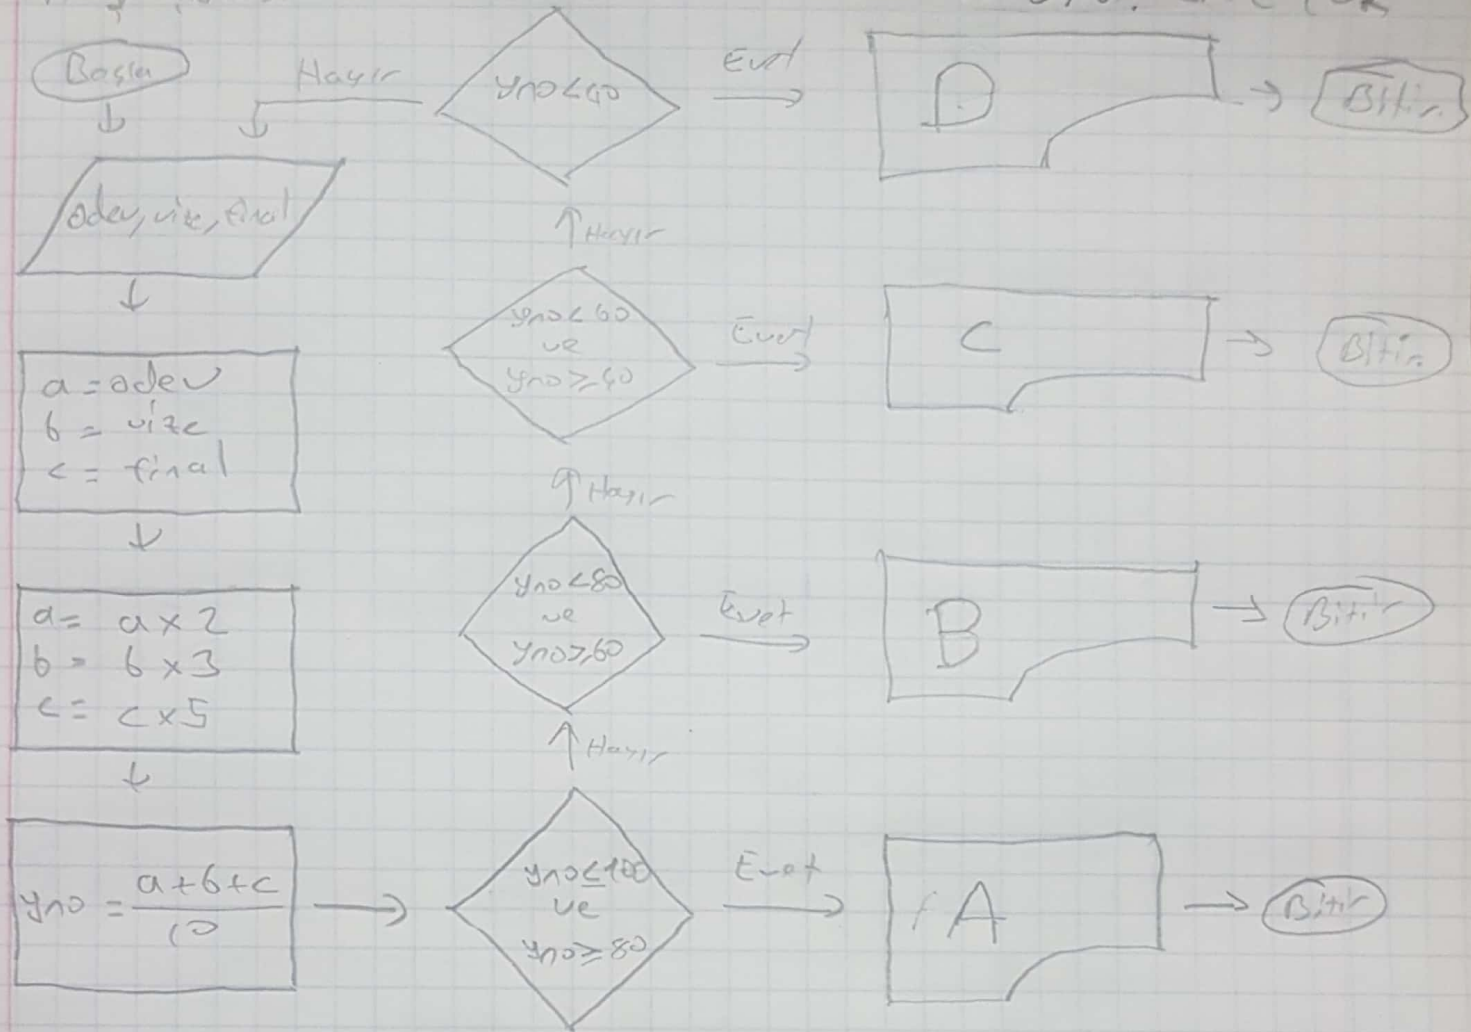 Başla
ödev, vize, final
a = ödev
b = vize
c = final
a = a x 2
b = b x 3
c = c x 5
yno = a + b + c
10
yno ≤ 100
ve
yno ≥ 80
Evet
A
Bitir
Hayır
yno < 80
ve
yno ≥ 60
Evet
B
Bitir
Hayır
yno < 60
ve
yno ≥ 40
Evet
C
Bitir
Hayır
yno < 40
Evet
D
Bitir
Hayır